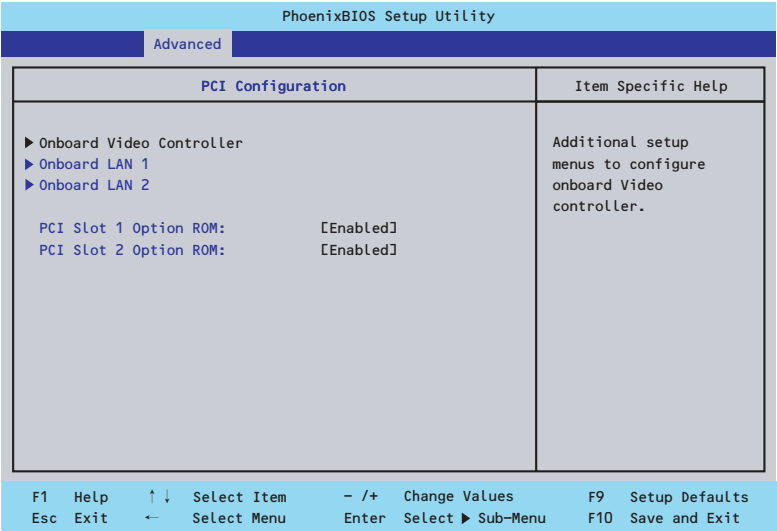 PhoenixBIOS Setup Utility
Advanced
PCI Configuration
Item Specific Help
▶ Onboard Video Controller
▶ Onboard LAN 1
▶ Onboard LAN 2
PCI Slot 1 Option ROM: [Enabled]
PCI Slot 2 Option ROM: [Enabled]
Additional setup
menus to configure
onboard Video
controller.
F1 Help ↑↓ Select Item - /+ Change Values F9 Setup Defaults
Esc Exit ← Select Menu Enter Select ▶ Sub-Menu F10 Save and Exit